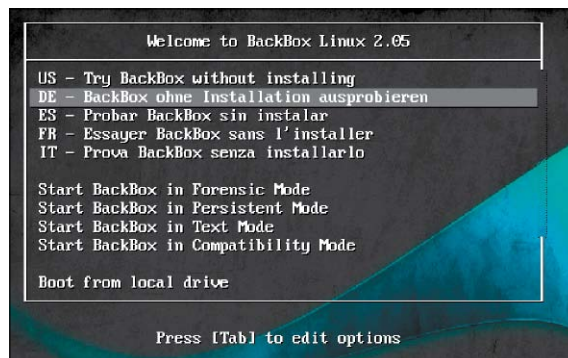 Welcome to BackBox Linux 2.05
US - Try BackBox without installing
DE - BackBox ohne Installation ausprobieren
ES - Probar BackBox sin instalar
FR - Essayer BackBox sans l'installer
IT - Prova BackBox senza installarlo
Start BackBox in Forensic Mode
Start BackBox in Persistent Mode
Start BackBox in Text Mode
Start BackBox in Compatibility Mode
Boot from local drive
Press [Tab] to edit options